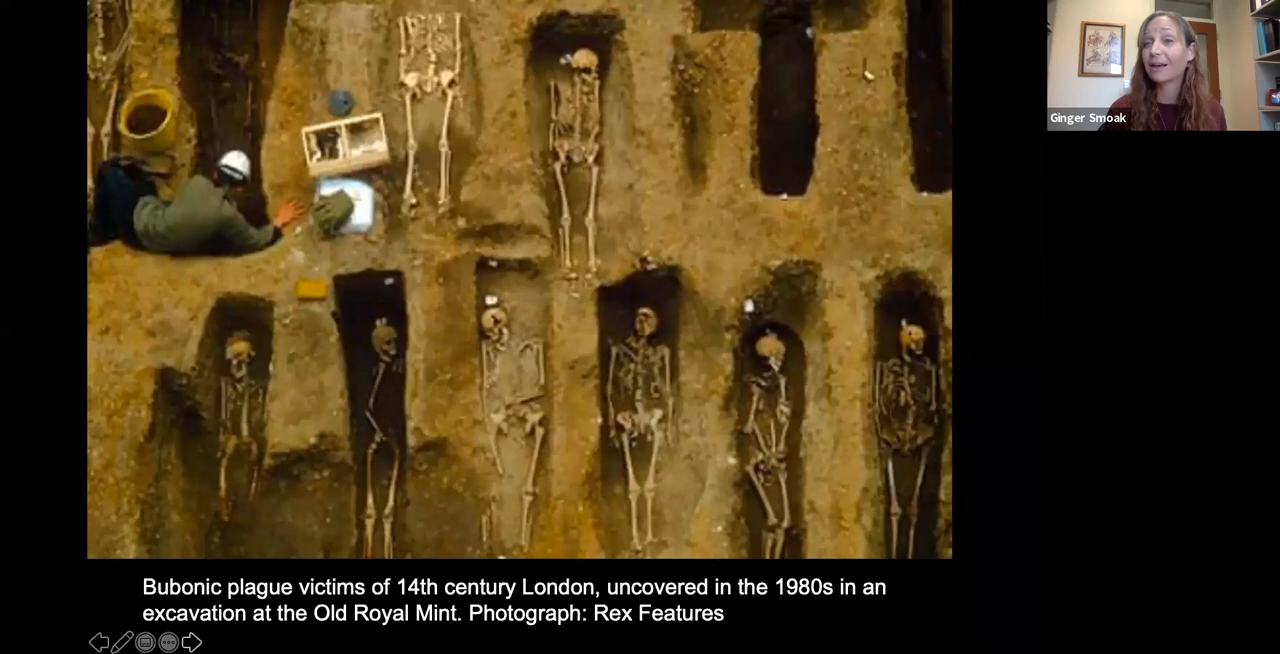 Ginger Smoak
Bubonic plague victims of 14th century London, uncovered in the 1980s in an
excavation at the Old Royal Mint. Photograph: Rex Features